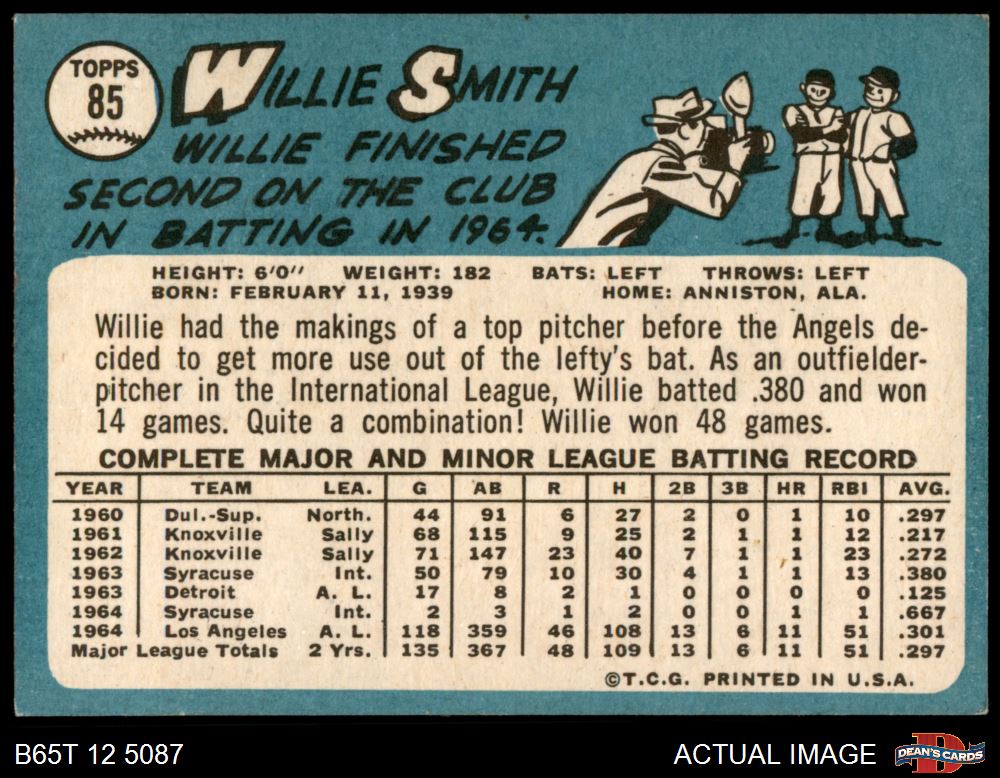 TOPPS
85
WILLIE SMITH
WILLIE FINISHED
SECOND ON THE CLUB
IN BATTING IN 1964.
HEIGHT: 6'0" WEIGHT: 182 BATS: LEFT THROWS: LEFT
BORN: FEBRUARY 11, 1939 HOME: ANNISTON, ALA.
Willie had the makings of a top pitcher before the Angels de-
cided to get more use out of the lefty's bat. As an outfielder-
pitcher in the International League, Willie batted .380 and won
14 games. Quite a combination! Willie won 48 games.
COMPLETE MAJOR AND MINOR LEAGUE BATTING RECORD
YEAR TEAM LEA. G AB R H 2B 3B HR RBI AVG.
1960 Dul.-Sup. North. 44 91 6 27 2 0 1 10 .297
1961 Knoxville Sally 68 115 9 25 2 1 1 12 .217
1962 Knoxville Sally 71 147 23 40 7 1 1 23 .272
1963 Syracuse Int. 50 79 10 30 4 1 1 13 .380
1963 Detroit A. L. 17 8 2 1 0 0 0 0 .125
1964 Syracuse Int. 2 3 1 2 0 0 1 1 .667
1964 Los Angeles A. L. 118 359 46 108 13 6 11 51 .301
Major League Totals 2 Yrs. 135 367 48 109 13 6 11 51 .297
©T.C.G. PRINTED IN U.S.A.
B65T 12 5087 ACTUAL IMAGE
D
DEAN'S CARDS